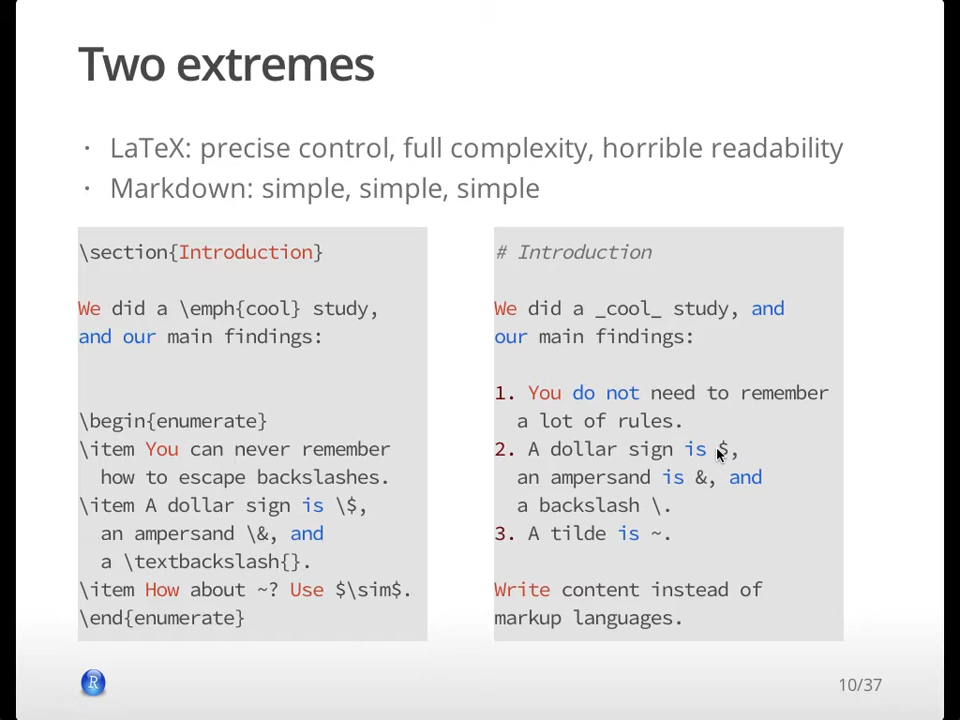 Two extremes
· LaTeX: precise control, full complexity, horrible readability
· Markdown: simple, simple, simple
\section{Introduction}
We did a \emph{cool} study,
and our main findings:
\begin{enumerate}
\item You can never remember
how to escape backslashes.
\item A dollar sign is \$,
an ampersand \&, and
a \textbackslash{}.
\item How about ~? Use $\sim$.
\end{enumerate}
# Introduction
We did a _cool_ study, and
our main findings:
1. You do not need to remember
a lot of rules.
2. A dollar sign is $,
an ampersand is &, and
a backslash \.
3. A tilde is ~.
Write content instead of
markup languages.
R
10/37